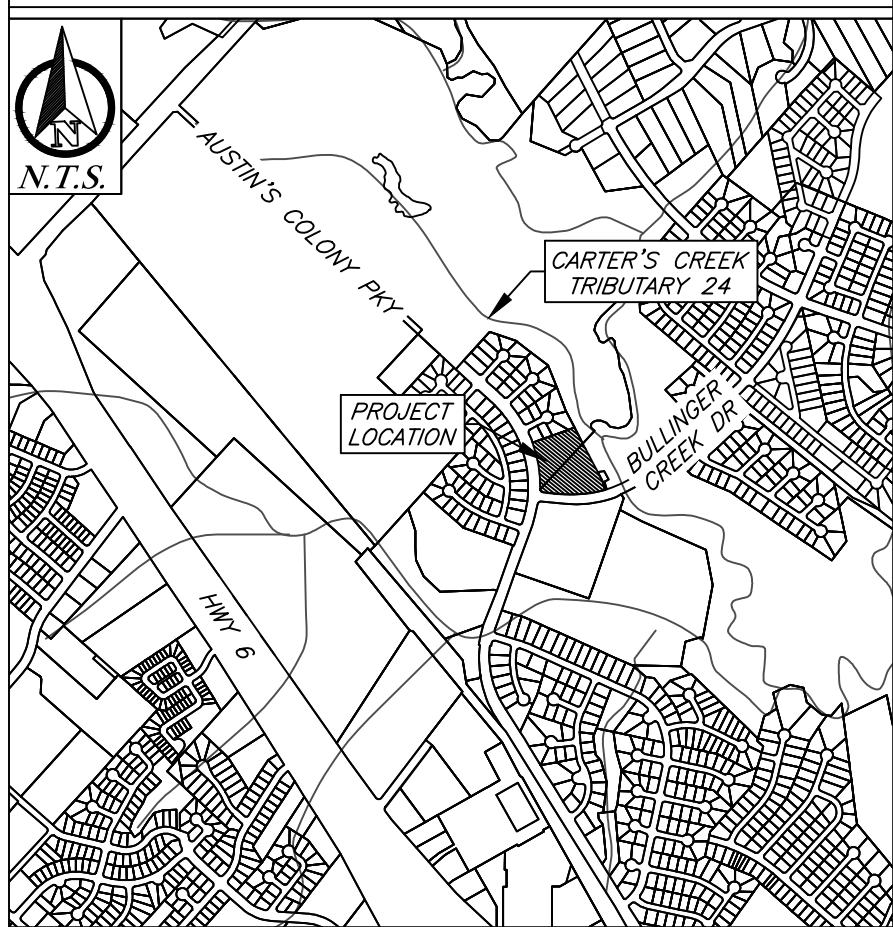 N
N.T.S.
AUSTIN'S COLONY PKY
CARTER'S CREEK
TRIBUTARY 24
PROJECT
LOCATION
BULLINGER
CREEK DR
HWY 6